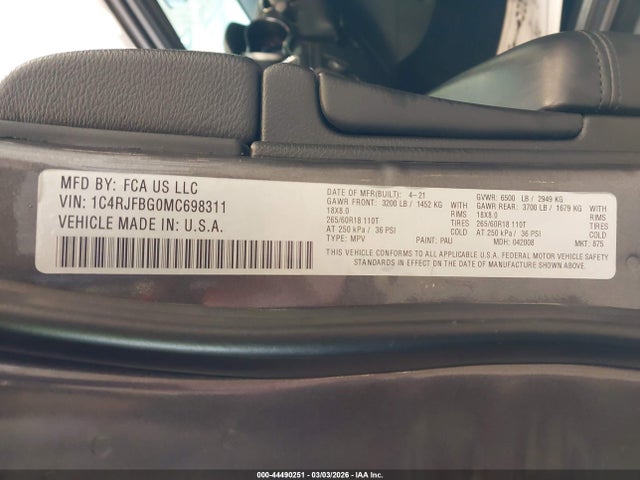 MFD BY: FCA US LLC
VIN: 1C4RJFBG0MC698311
VEHICLE MADE IN: U.S.A.
DATE OF MFR(BUILT): 4-21
GAWR FRONT: 3200 LB / 1452 KG
18X8.0 RIMS
265/60R18 110T TIRES
AT 250 kPa / 36 PSI COLD
TYPE: MPV PAINT: PAU
GVWR: 6500 LB / 2949 KG
GAWR REAR: 3700 LB / 1679 KG
18X8.0 RIMS
265/60R18 110T TIRES
AT 250 kPa / 36 PSI COLD
MDH: 042008 MKT: 875
THIS VEHICLE CONFORMS TO ALL APPLICABLE U.S.A. FEDERAL MOTOR VEHICLE SAFETY
STANDARDS IN EFFECT ON THE DATE OF MANUFACTURE SHOWN ABOVE.
000-44490251 - 03/03/2026 - IAA Inc.